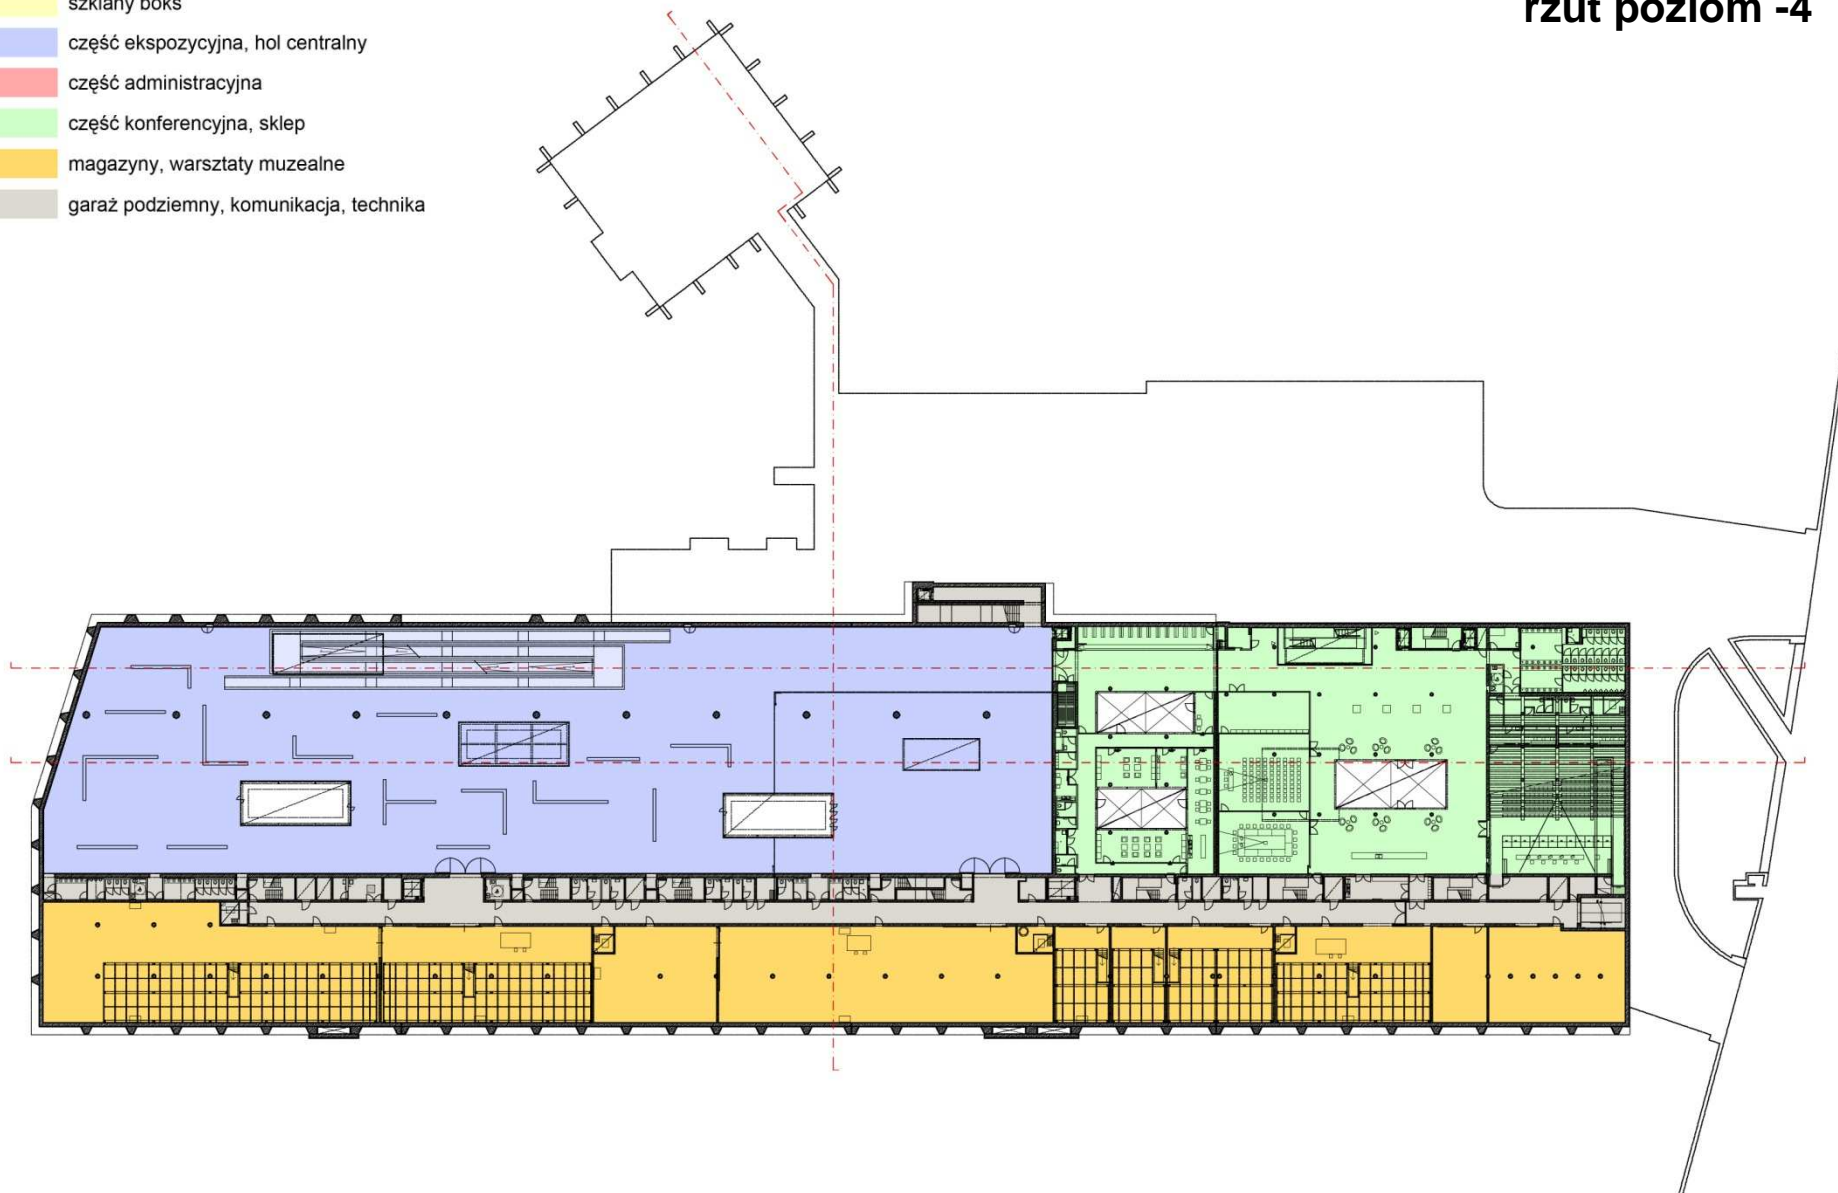 szklany boks
rzut poziom -4
część ekspozycyjna, hol centralny
część administracyjna
część konferencyjna, sklep
magazyny, warsztaty muzealne
garaż podziemny, komunikacja, technika